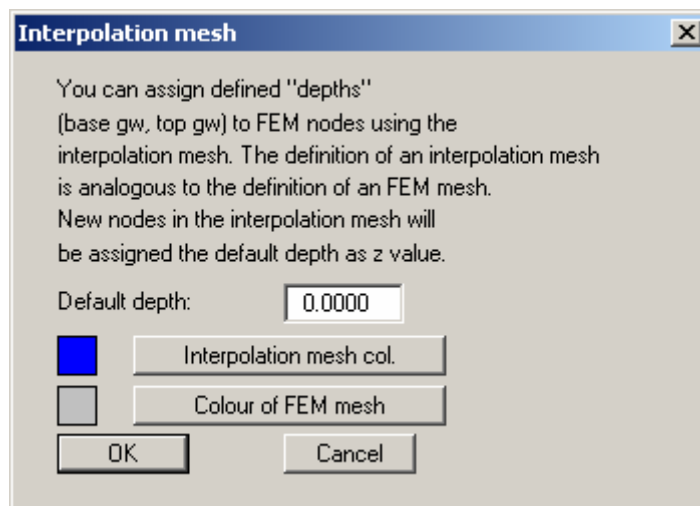 Interpolation mesh
You can assign defined "depths"
(base gw, top gw) to FEM nodes using the
interpolation mesh. The definition of an interpolation mesh
is analogous to the definition of an FEM mesh.
New nodes in the interpolation mesh will
be assigned the default depth as z value.
Default depth: 0.0000
Interpolation mesh col.
Colour of FEM mesh
OK Cancel